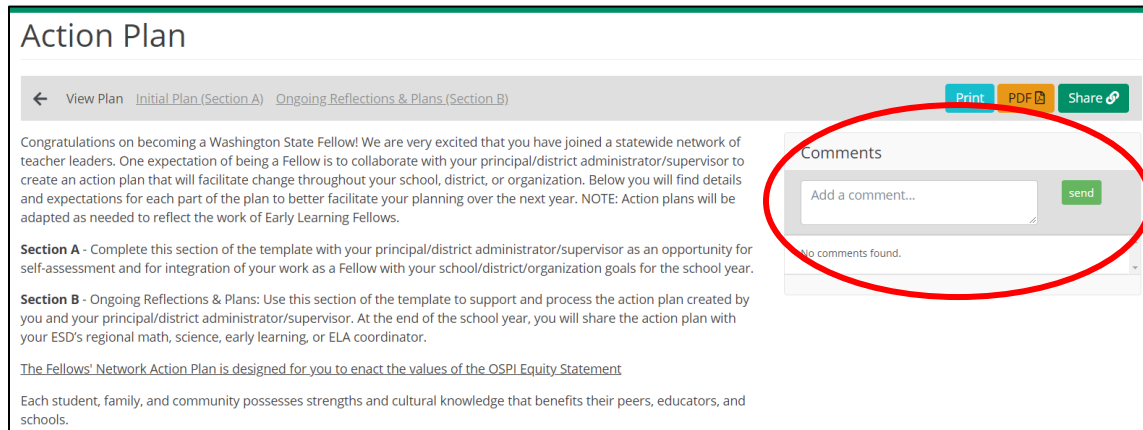 Action Plan
View Plan Initial Plan (Section A) Ongoing Reflections & Plans (Section B)
Print PDF Share
Congratulations on becoming a Washington State Fellow! We are very excited that you have joined a statewide network of
teacher leaders. One expectation of being a Fellow is to collaborate with your principal/district administrator/supervisor to
create an action plan that will facilitate change throughout your school, district, or organization. Below you will find details
and expectations for each part of the plan to better facilitate your planning over the next year. NOTE: Action plans will be
adapted as needed to reflect the work of Early Learning Fellows.
Section A - Complete this section of the template with your principal/district administrator/supervisor as an opportunity for
self-assessment and for integration of your work as a Fellow with your school/district/organization goals for the school year.
Section B - Ongoing Reflections & Plans: Use this section of the template to support and process the action plan created by
you and your principal/district administrator/supervisor. At the end of the school year, you will share the action plan with
your ESD's regional math, science, early learning, or ELA coordinator.
The Fellows' Network Action Plan is designed for you to enact the values of the OSPI Equity Statement
Each student, family, and community possesses strengths and cultural knowledge that benefits their peers, educators, and
schools.
Comments
Add a comment...
send
No comments found.